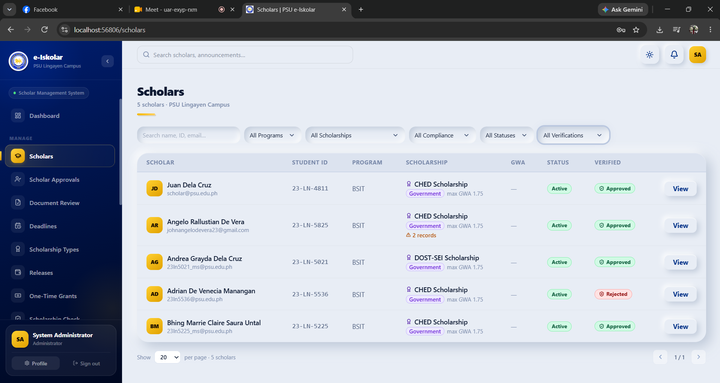 Facebook
Meet - uar-exyp-rxm
Scholars | PSU e-Iskolar
Ask Gemini
localhost:56806/scholars
e-Iskolar
PSU Lingayen Campus
Search scholars, announcements...
SA
Scholar Management System
Dashboard
MANAGE
Scholars
Scholar Approvals
Document Review
Deadlines
Scholarship Types
Releases
One-Time Grants
Scholarship Check
SA
System Administrator
Administrator
Profile
Sign out
Scholars
5 scholars · PSU Lingayen Campus
Search name, ID, email...
All Programs
All Scholarships
All Compliance
All Statuses
All Verifications
SCHOLAR STUDENT ID PROGRAM SCHOLARSHIP GWA STATUS VERIFIED
JD Juan Dela Cruz 23-LN-4811 BSIT CHED Scholarship — Active Approved View
scholar@psu.edu.ph Government max GWA 1.75
AR Angelo Rallustian De Vera 23-LN-5825 BSIT CHED Scholarship — Active Approved View
johnangelodevera23@gmail.com Government max GWA 1.75
2 records
AG Andrea Grayda Dela Cruz 23-LN-5021 BSIT DOST-SEI Scholarship — Active Approved View
23ln5021_ms@psu.edu.ph Government
AD Adrian De Venecia Manangan 23-LN-5536 BSIT CHED Scholarship — Active Rejected View
23ln5536@psu.edu.ph Government max GWA 1.75
BM Bhing Marrie Claire Saura Untal 23-LN-5225 BSIT CHED Scholarship — Active Approved View
23ln5225_ms@psu.edu.ph Government max GWA 1.75
Show 20 per page · 5 scholars
1 / 1